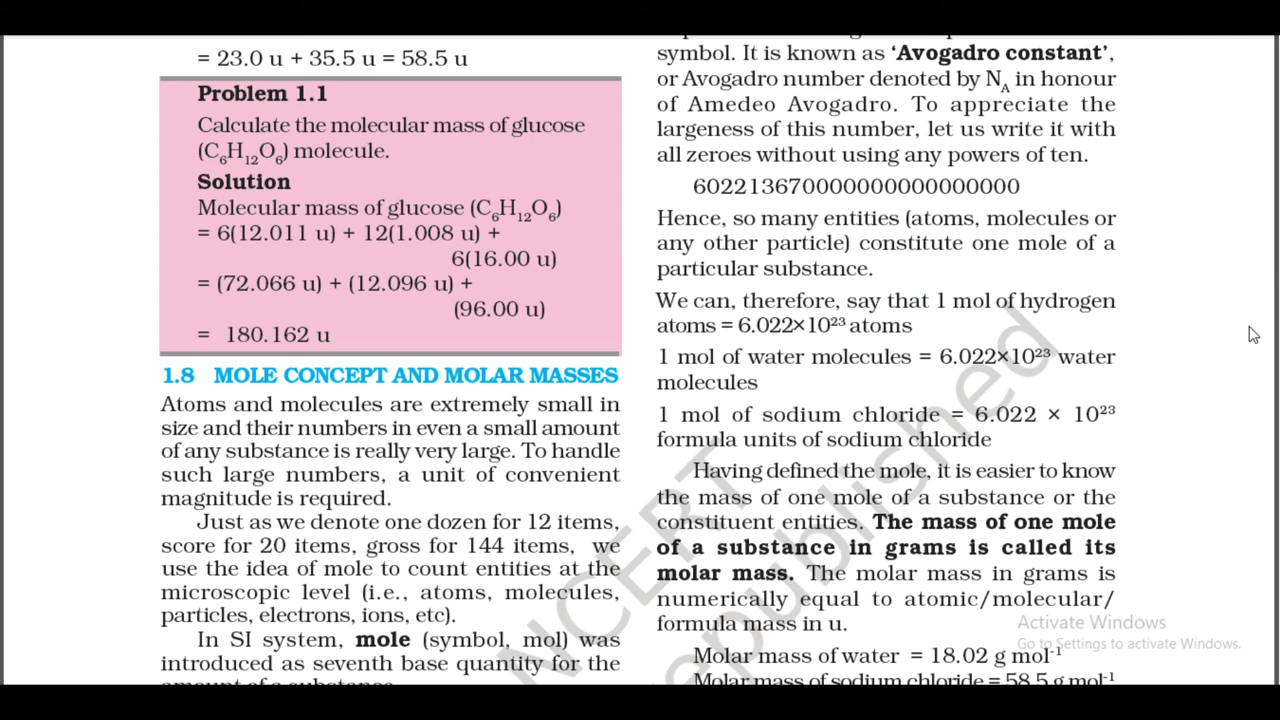 = 23.0 u + 35.5 u = 58.5 u
Problem 1.1
Calculate the molecular mass of glucose
(C₆H₁₂O₆) molecule.
Solution
Molecular mass of glucose (C₆H₁₂O₆)
= 6(12.011 u) + 12(1.008 u) +
6(16.00 u)
= (72.066 u) + (12.096 u) +
(96.00 u)
= 180.162 u
1.8 MOLE CONCEPT AND MOLAR MASSES
Atoms and molecules are extremely small in
size and their numbers in even a small amount
of any substance is really very large. To handle
such large numbers, a unit of convenient
magnitude is required.
Just as we denote one dozen for 12 items,
score for 20 items, gross for 144 items, we
use the idea of mole to count entities at the
microscopic level (i.e., atoms, molecules,
particles, electrons, ions, etc).
In SI system, mole (symbol, mol) was
introduced as seventh base quantity for the
amount of a substance.
symbol. It is known as 'Avogadro constant',
or Avogadro number denoted by N_A in honour
of Amedeo Avogadro. To appreciate the
largeness of this number, let us write it with
all zeroes without using any powers of ten.
602213670000000000000000
Hence, so many entities (atoms, molecules or
any other particle) constitute one mole of a
particular substance.
We can, therefore, say that 1 mol of hydrogen
atoms = 6.022×10²³ atoms
1 mol of water molecules = 6.022×10²³ water
molecules
1 mol of sodium chloride = 6.022 × 10²³
formula units of sodium chloride
Having defined the mole, it is easier to know
the mass of one mole of a substance or the
constituent entities. The mass of one mole
of a substance in grams is called its
molar mass. The molar mass in grams is
numerically equal to atomic/molecular/
formula mass in u.
Molar mass of water = 18.02 g mol⁻¹
Molar mass of sodium chloride = 58.5 g mol⁻¹
NCERT
republished
Activate Windows
Go to Settings to activate Windows.